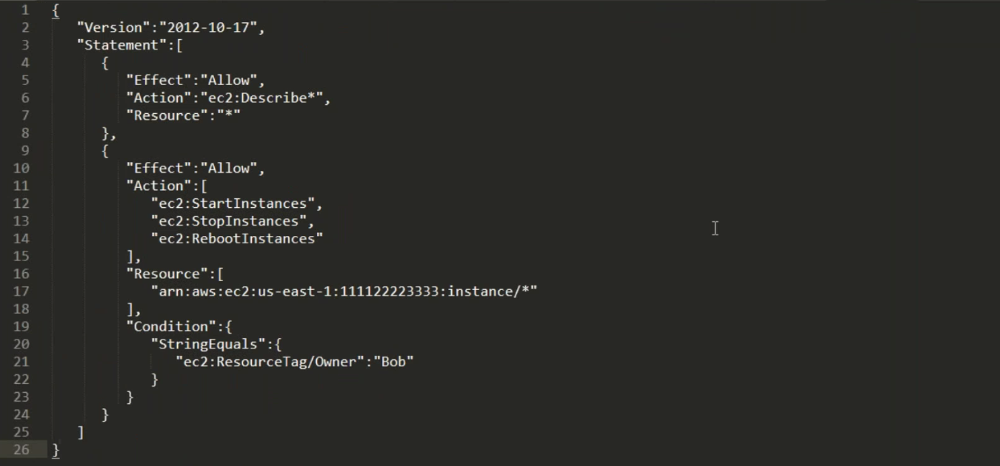 1 {
2 "Version":"2012-10-17",
3 "Statement":[
4 {
5 "Effect":"Allow",
6 "Action":"ec2:Describe*",
7 "Resource":"*"
8 },
9 {
10 "Effect":"Allow",
11 "Action":[
12 "ec2:StartInstances",
13 "ec2:StopInstances",
14 "ec2:RebootInstances"
15 ],
16 "Resource":[
17 "arn:aws:ec2:us-east-1:111122223333:instance/*"
18 ],
19 "Condition":{
20 "StringEquals":{
21 "ec2:ResourceTag/Owner":"Bob"
22 }
23 }
24 }
25 ]
26 }